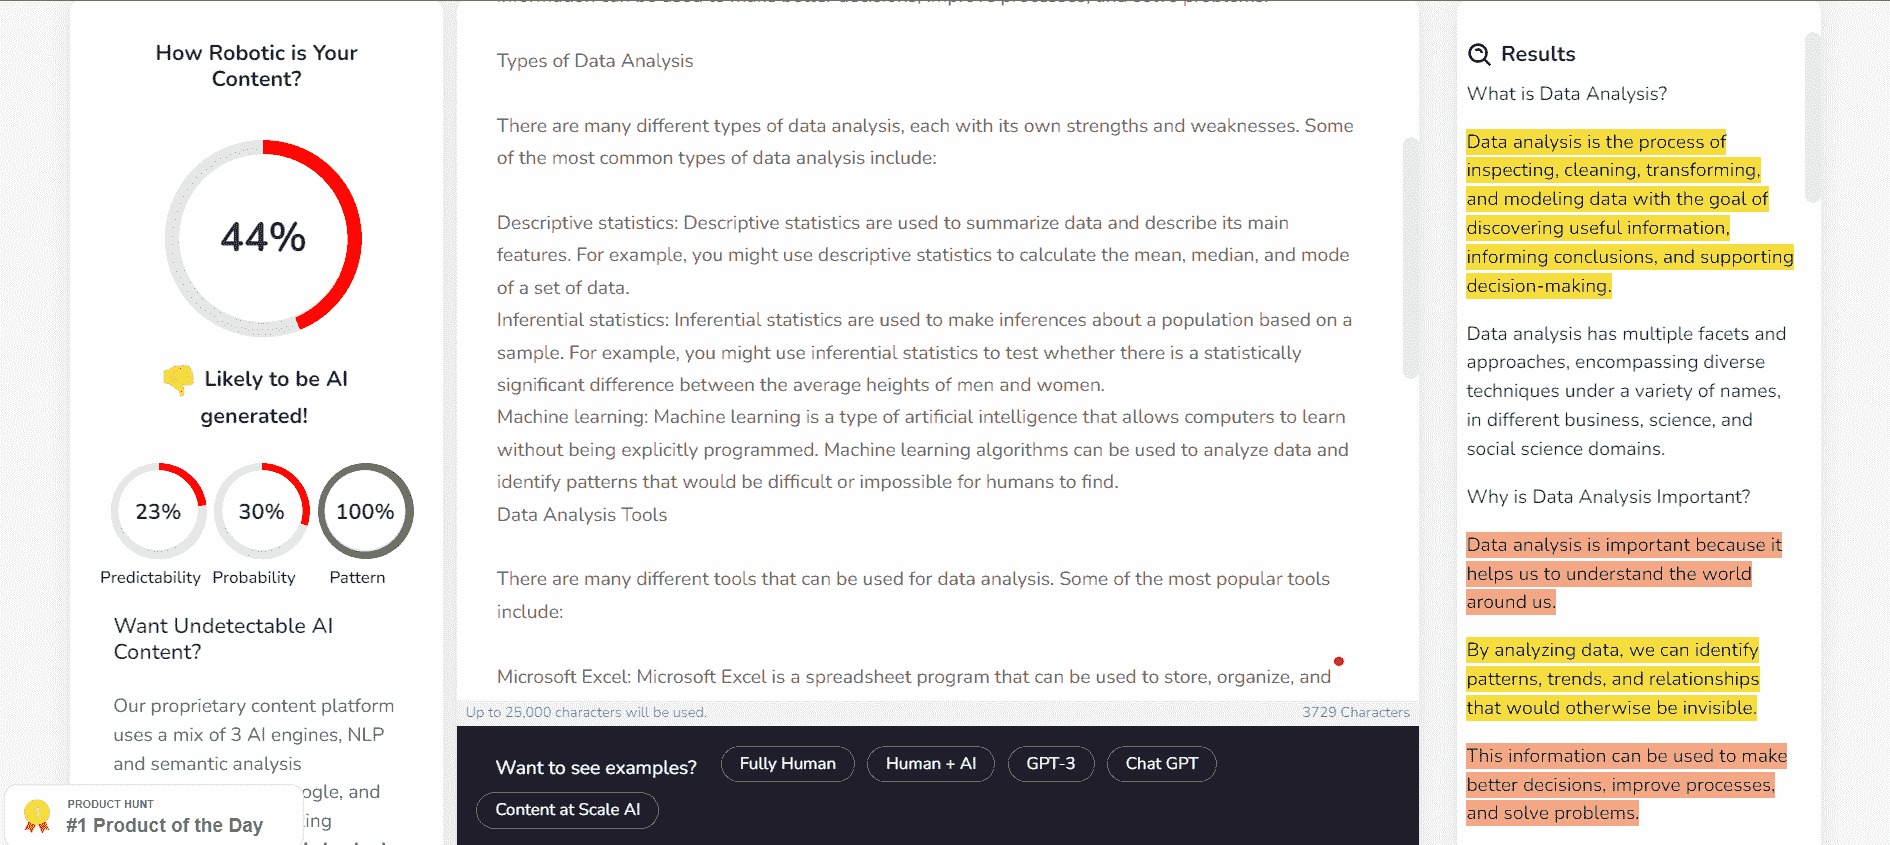 How Robotic is Your
Content?
44%
Likely to be AI
generated!
23%
30%
100%
Predictability
Probability
Pattern
Want Undetectable AI
Content?
Our proprietary content platform
uses a mix of 3 AI engines, NLP
and semantic analysis
ogle, and
ing
PRODUCT HUNT
#1 Product of the Day
information can be used to make better decisions, improve processes, and solve problems.
Types of Data Analysis
There are many different types of data analysis, each with its own strengths and weaknesses. Some
of the most common types of data analysis include:
Descriptive statistics: Descriptive statistics are used to summarize data and describe its main
features. For example, you might use descriptive statistics to calculate the mean, median, and mode
of a set of data.
Inferential statistics: Inferential statistics are used to make inferences about a population based on a
sample. For example, you might use inferential statistics to test whether there is a statistically
significant difference between the average heights of men and women.
Machine learning: Machine learning is a type of artificial intelligence that allows computers to learn
without being explicitly programmed. Machine learning algorithms can be used to analyze data and
identify patterns that would be difficult or impossible for humans to find.
Data Analysis Tools
There are many different tools that can be used for data analysis. Some of the most popular tools
include:
Microsoft Excel: Microsoft Excel is a spreadsheet program that can be used to store, organize, and
Up to 25,000 characters will be used.
3729 Characters
Want to see examples?
Fully Human
Human + AI
GPT-3
Chat GPT
Content at Scale AI
Results
What is Data Analysis?
Data analysis is the process of
inspecting, cleaning, transforming,
and modeling data with the goal of
discovering useful information,
informing conclusions, and supporting
decision-making.
Data analysis has multiple facets and
approaches, encompassing diverse
techniques under a variety of names,
in different business, science, and
social science domains.
Why is Data Analysis Important?
Data analysis is important because it
helps us to understand the world
around us.
By analyzing data, we can identify
patterns, trends, and relationships
that would otherwise be invisible.
This information can be used to make
better decisions, improve processes,
and solve problems.